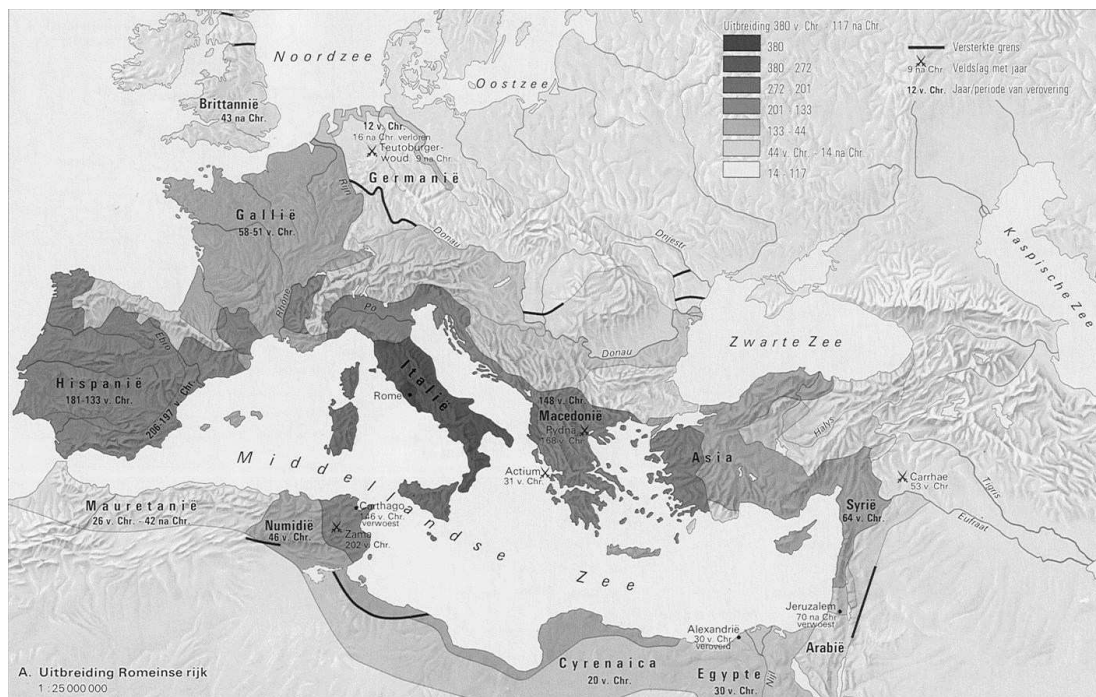 Uitbreiding 380 v. Chr. - 117 na Chr.
380
380 - 272
272 - 201
201 - 133
133 - 44
44 v. Chr. - 14 na Chr.
14 - 117
Versterkte grens
9 na Chr. Veldslag met jaar
12 v. Chr. Jaar/periode van verovering
Noordzee
Oostzee
Brittannië
43 na Chr.
12 v. Chr.
16 na Chr. verloren
Teutoburger-
woud 9 na Chr.
Germanië
Rijn
Gallië
58-51 v. Chr.
Donau
Dnjestr
Kaspische Zee
Rhône
Po
Zwarte Zee
Donau
Ebro
Hispanië
181-133 v. Chr.
206-197 v. Chr.
Italië
Rome
148 v. Chr.
Macedonië
Pydna
168 v. Chr.
Halys
Asia
Actium
31 v. Chr.
Carrhae
53 v. Chr.
Tigris
Eufraat
Syrië
64 v. Chr.
Middellandse Zee
Mauretanië
26 v. Chr. - 42 na Chr.
Numidië
46 v. Chr.
Carthago
146 v. Chr.
verwoest
Zama
202 v. Chr.
Jeruzalem
70 na Chr
verwoest
Alexandrië
30 v. Chr.
veroverd
Arabië
Cyrenaica
20 v. Chr.
Egypte
30 v. Chr.
Nijl
A. Uitbreiding Romeinse rijk
1 : 25 000 000